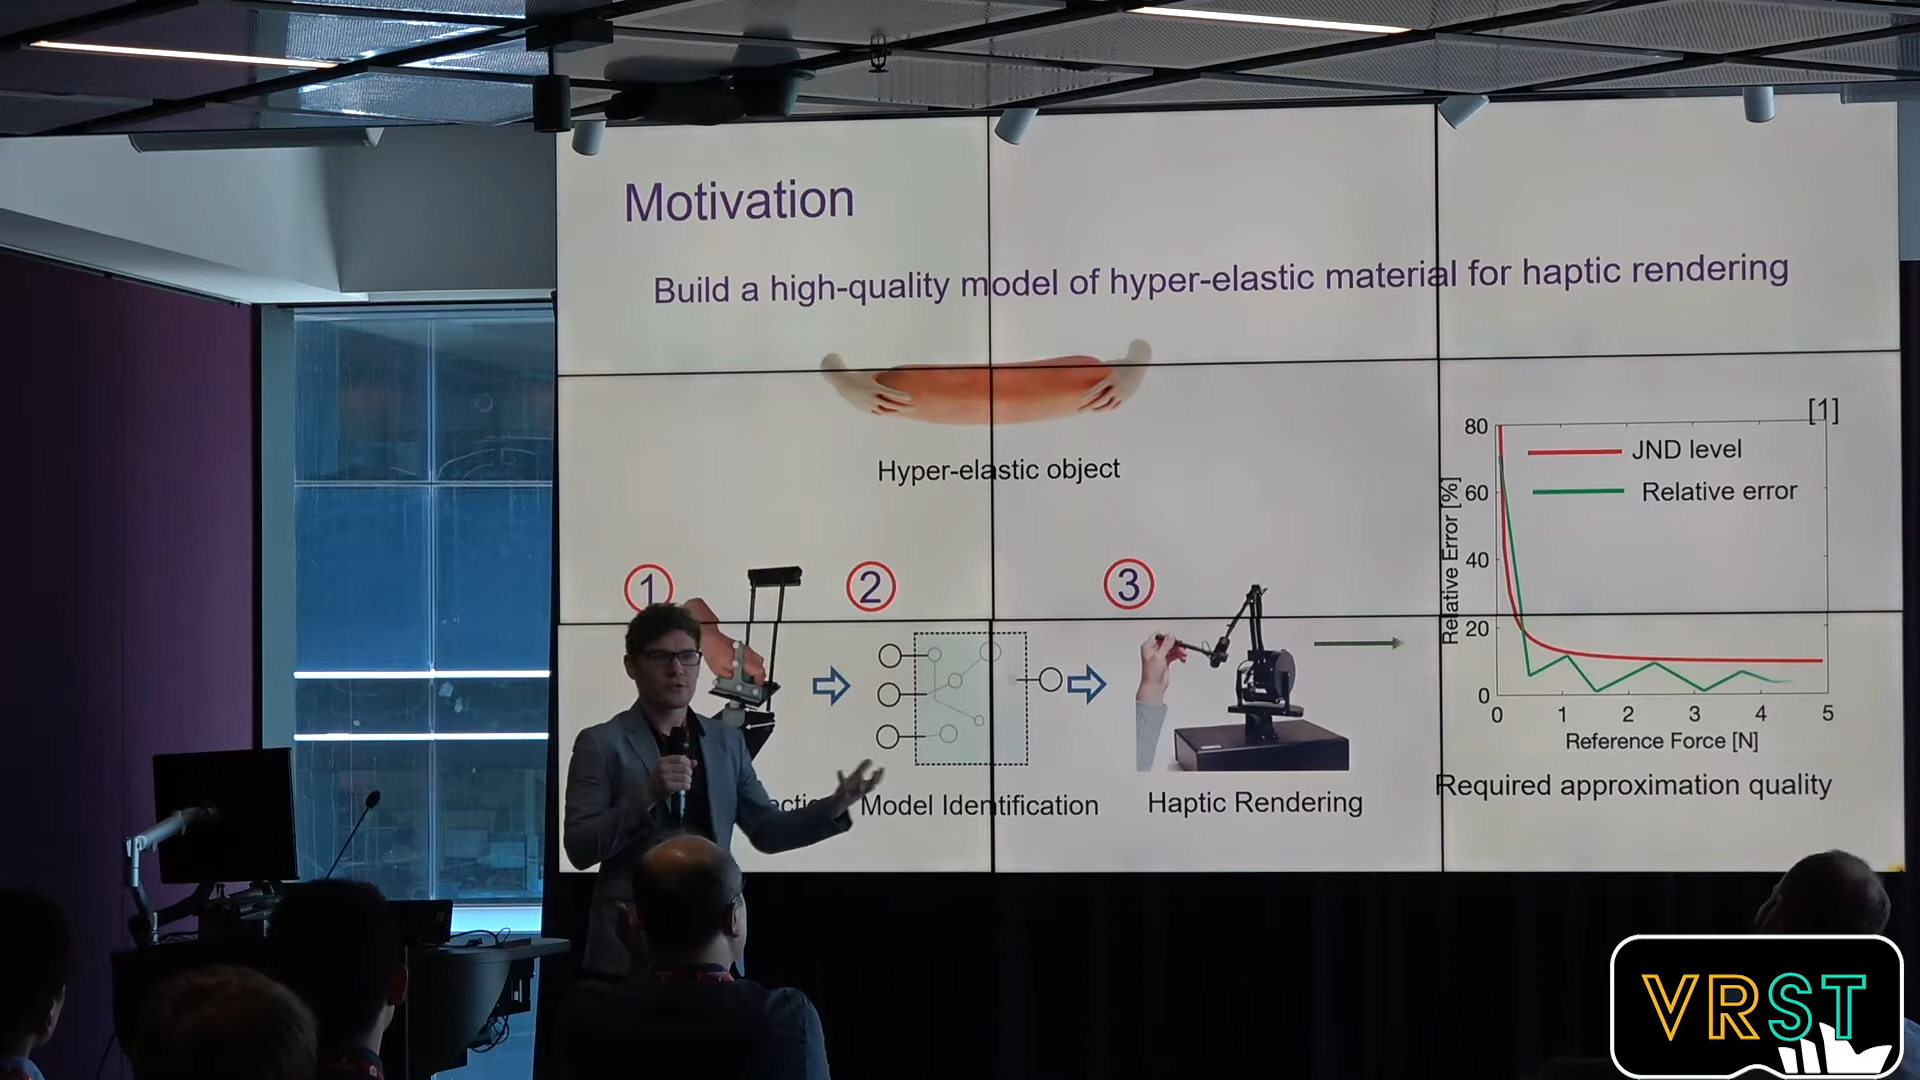 Motivation
Build a high-quality model of hyper-elastic material for haptic rendering
Hyper-elastic object
1
2
3
Model Identification
Haptic Rendering
[1]
JND level
Relative error
Relative Error [%]
80
60
40
20
0
0 1 2 3 4 5
Reference Force [N]
Required approximation quality
VRST